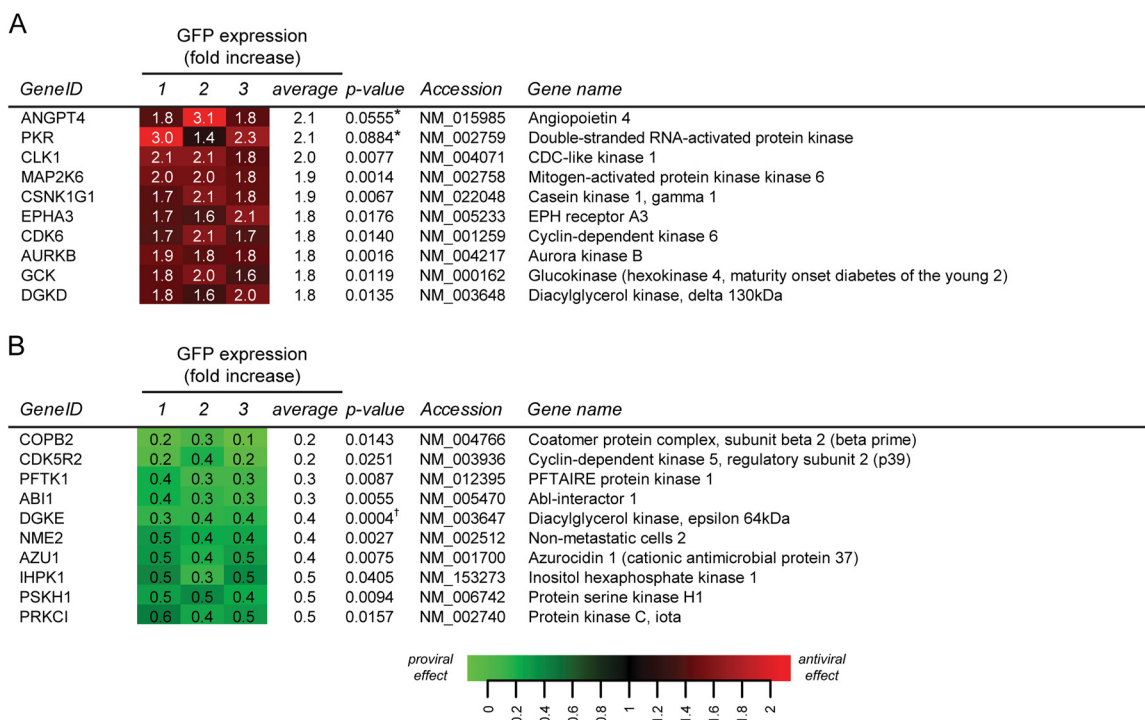 A
GFP expression
(fold increase)
GeneID 1 2 3 average p-value Accession Gene name
ANGPT4 1.8 3.1 1.8 2.1 0.0555* NM_015985 Angiopoietin 4
PKR 3.0 1.4 2.3 2.1 0.0884* NM_002759 Double-stranded RNA-activated protein kinase
CLK1 2.1 2.1 1.8 2.0 0.0077 NM_004071 CDC-like kinase 1
MAP2K6 2.0 2.0 1.8 1.9 0.0014 NM_002758 Mitogen-activated protein kinase kinase 6
CSNK1G1 1.7 2.1 1.8 1.9 0.0067 NM_022048 Casein kinase 1, gamma 1
EPHA3 1.7 1.6 2.1 1.8 0.0176 NM_005233 EPH receptor A3
CDK6 1.7 2.1 1.7 1.8 0.0140 NM_001259 Cyclin-dependent kinase 6
AURKB 1.9 1.8 1.8 1.8 0.0016 NM_004217 Aurora kinase B
GCK 1.8 2.0 1.6 1.8 0.0119 NM_000162 Glucokinase (hexokinase 4, maturity onset diabetes of the young 2)
DGKD 1.8 1.6 2.0 1.8 0.0135 NM_003648 Diacylglycerol kinase, delta 130kDa
B
GFP expression
(fold increase)
GeneID 1 2 3 average p-value Accession Gene name
COPB2 0.2 0.3 0.1 0.2 0.0143 NM_004766 Coatomer protein complex, subunit beta 2 (beta prime)
CDK5R2 0.2 0.4 0.2 0.2 0.0251 NM_003936 Cyclin-dependent kinase 5, regulatory subunit 2 (p39)
PFTK1 0.4 0.3 0.3 0.3 0.0087 NM_012395 PFTAIRE protein kinase 1
ABI1 0.4 0.3 0.3 0.3 0.0055 NM_005470 Abl-interactor 1
DGKE 0.3 0.4 0.4 0.4 0.0004† NM_003647 Diacylglycerol kinase, epsilon 64kDa
NME2 0.5 0.4 0.4 0.4 0.0027 NM_002512 Non-metastatic cells 2
AZU1 0.5 0.4 0.5 0.4 0.0075 NM_001700 Azurocidin 1 (cationic antimicrobial protein 37)
IHPK1 0.5 0.3 0.5 0.5 0.0405 NM_153273 Inositol hexaphosphate kinase 1
PSKH1 0.5 0.5 0.4 0.5 0.0094 NM_006742 Protein serine kinase H1
PRKCI 0.6 0.4 0.5 0.5 0.0157 NM_002740 Protein kinase C, iota
proviral effect
antiviral effect
0 0.2 0.4 0.6 0.8 1 1.2 1.4 1.6 1.8 2